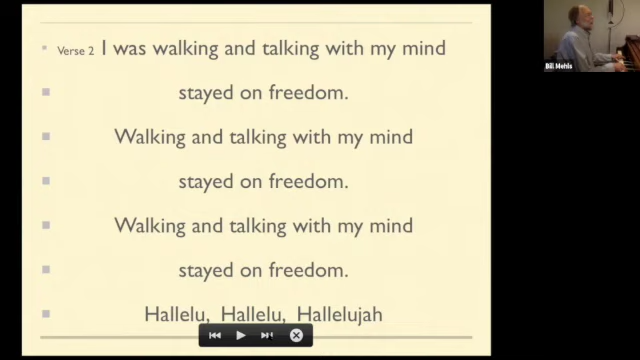 Verse 2 I was walking and talking with my mind
stayed on freedom.
Walking and talking with my mind
stayed on freedom.
Walking and talking with my mind
stayed on freedom.
Hallelu, Hallelu, Hallelujah
Bill Mehls